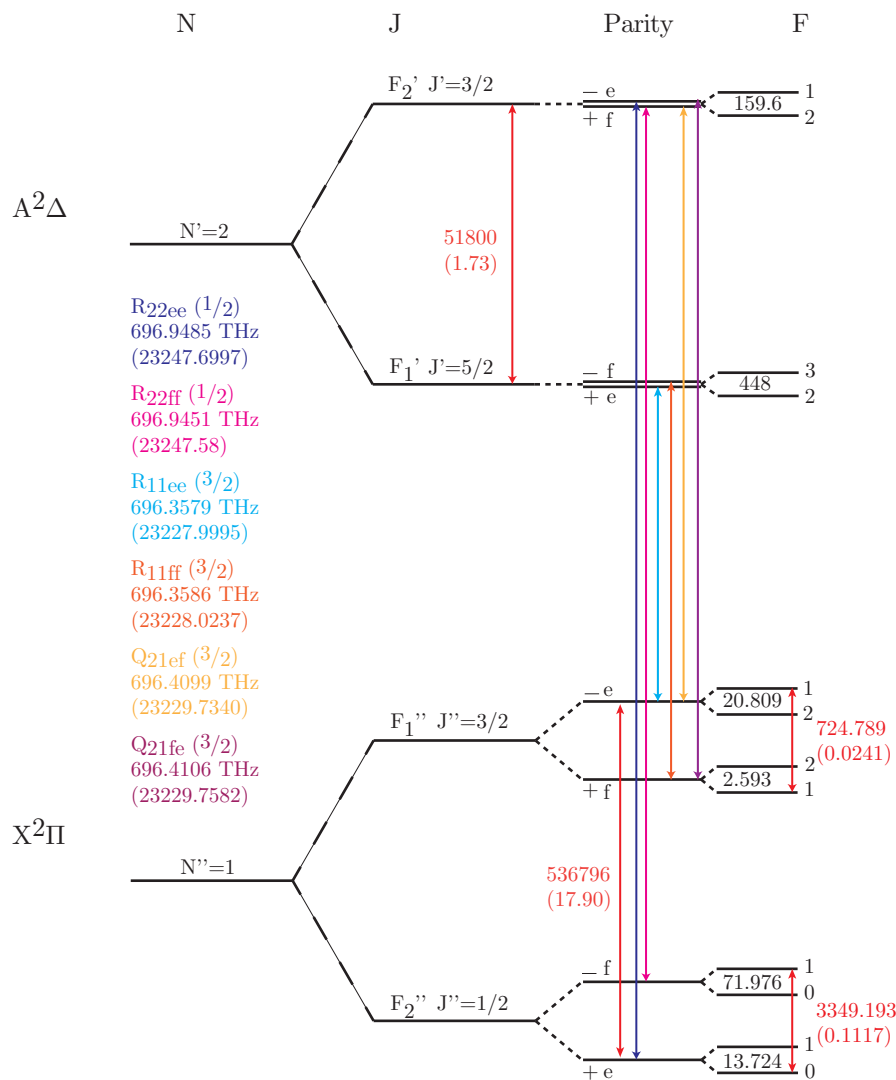 N J Parity F
F2' J'=3/2
− e
+ f
159.6
1
2
A²Δ
N'=2
51800
(1.73)
R22ee (1/2)
696.9485 THz
(23247.6997)
F1' J'=5/2
− f
+ e
448
3
2
R22ff (1/2)
696.9451 THz
(23247.58)
R11ee (3/2)
696.3579 THz
(23227.9995)
R11ff (3/2)
696.3586 THz
(23228.0237)
Q21ef (3/2)
696.4099 THz
(23229.7340)
Q21fe (3/2)
696.4106 THz
(23229.7582)
F1'' J''=3/2
− e
+ f
20.809
1
2
2.593
2
1
724.789
(0.0241)
X²Π
N''=1
536796
(17.90)
F2'' J''=1/2
− f
+ e
71.976
1
0
13.724
1
0
3349.193
(0.1117)